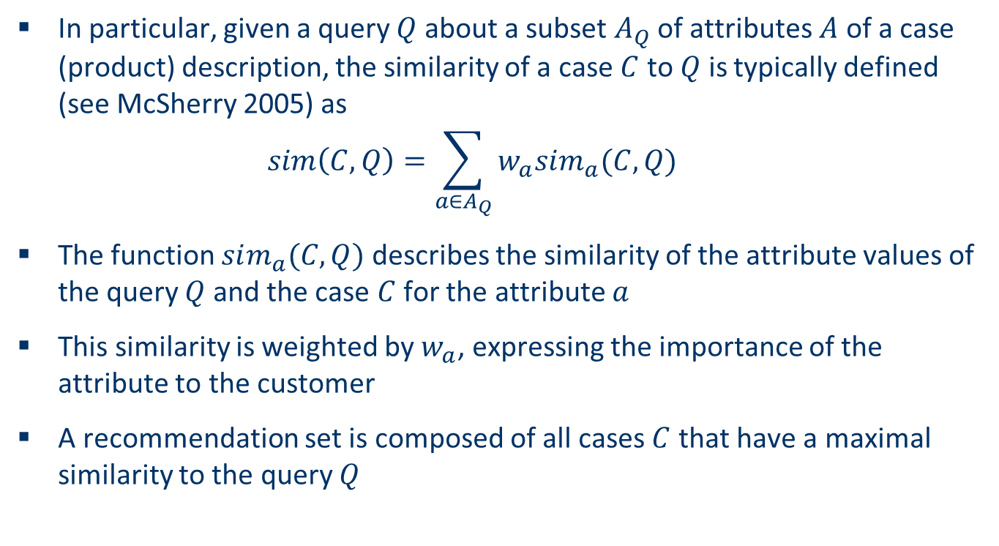 ▪ In particular, given a query Q about a subset A_Q of attributes A of a case
(product) description, the similarity of a case C to Q is typically defined
(see McSherry 2005) as
sim(C, Q) = ∑_{a∈A_Q} w_a sim_a(C, Q)
▪ The function sim_a(C, Q) describes the similarity of the attribute values of
the query Q and the case C for the attribute a
▪ This similarity is weighted by w_a, expressing the importance of the
attribute to the customer
▪ A recommendation set is composed of all cases C that have a maximal
similarity to the query Q